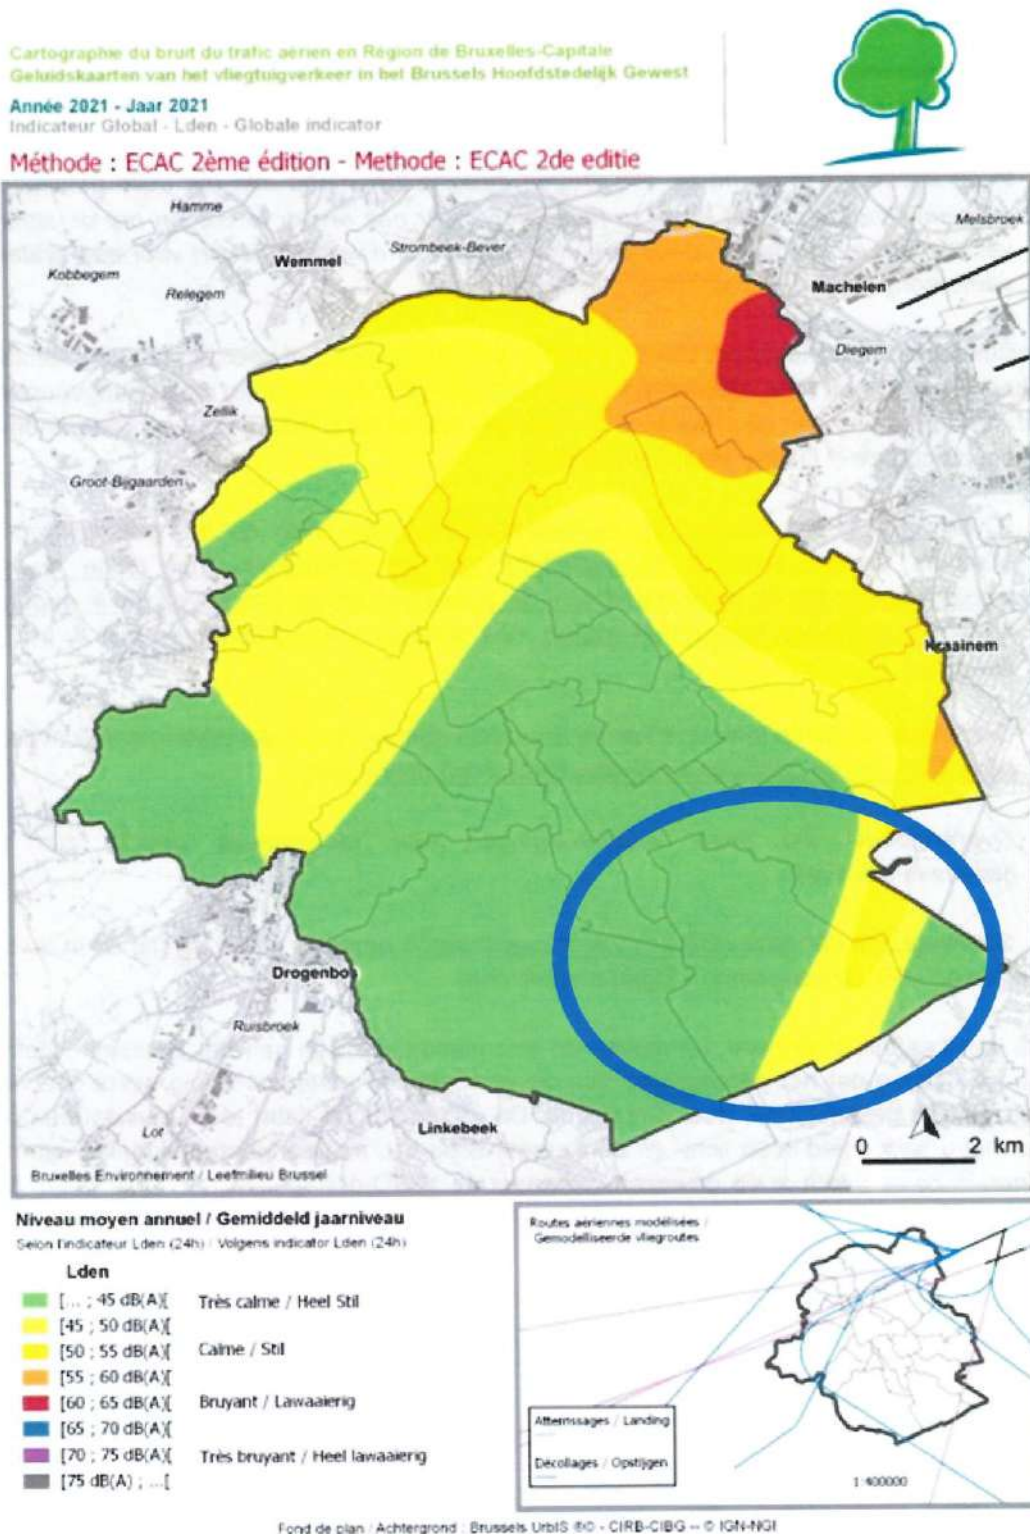 Cartographie du bruit du trafic aérien en Région de Bruxelles-Capitale
Geluidskaarten van het vliegtuigverkeer in het Brussels Hoofdstedelijk Gewest
Année 2021 - Jaar 2021
Indicateur Global - Lden - Globale indicator
Méthode : ECAC 2ème édition - Methode : ECAC 2de editie
Hamme
Melsbroek
Strombeek-Bever
Wemmel
Kobbegem
Machelen
Relegem
Diegem
Zellik
Groot-Bijgaarden
Kraainem
Drogenbos
Ruisbroek
Lot
Linkebeek
0 2 km
Bruxelles Environnement / Leefmilieu Brussel
Niveau moyen annuel / Gemiddeld jaarniveau
Selon l'indicateur Lden (24h) / Volgens indicator Lden (24h)
Lden
[... ; 45 dB(A)[ Très calme / Heel Stil
[45 ; 50 dB(A)[
[50 ; 55 dB(A)[ Calme / Stil
[55 ; 60 dB(A)[
[60 ; 65 dB(A)[ Bruyant / Lawaaierig
[65 ; 70 dB(A)[
[70 ; 75 dB(A)[ Très bruyant / Heel lawaaierig
[75 dB(A) ; ...[
Routes aériennes modélisées /
Gemodelliseerde vliegroutes
Atterrissages / Landing
Décollages / Opstijgen
1:400000
Fond de plan / Achtergrond : Brussels UrbIS ®© - CIRB-CIBG -- © IGN-NGI